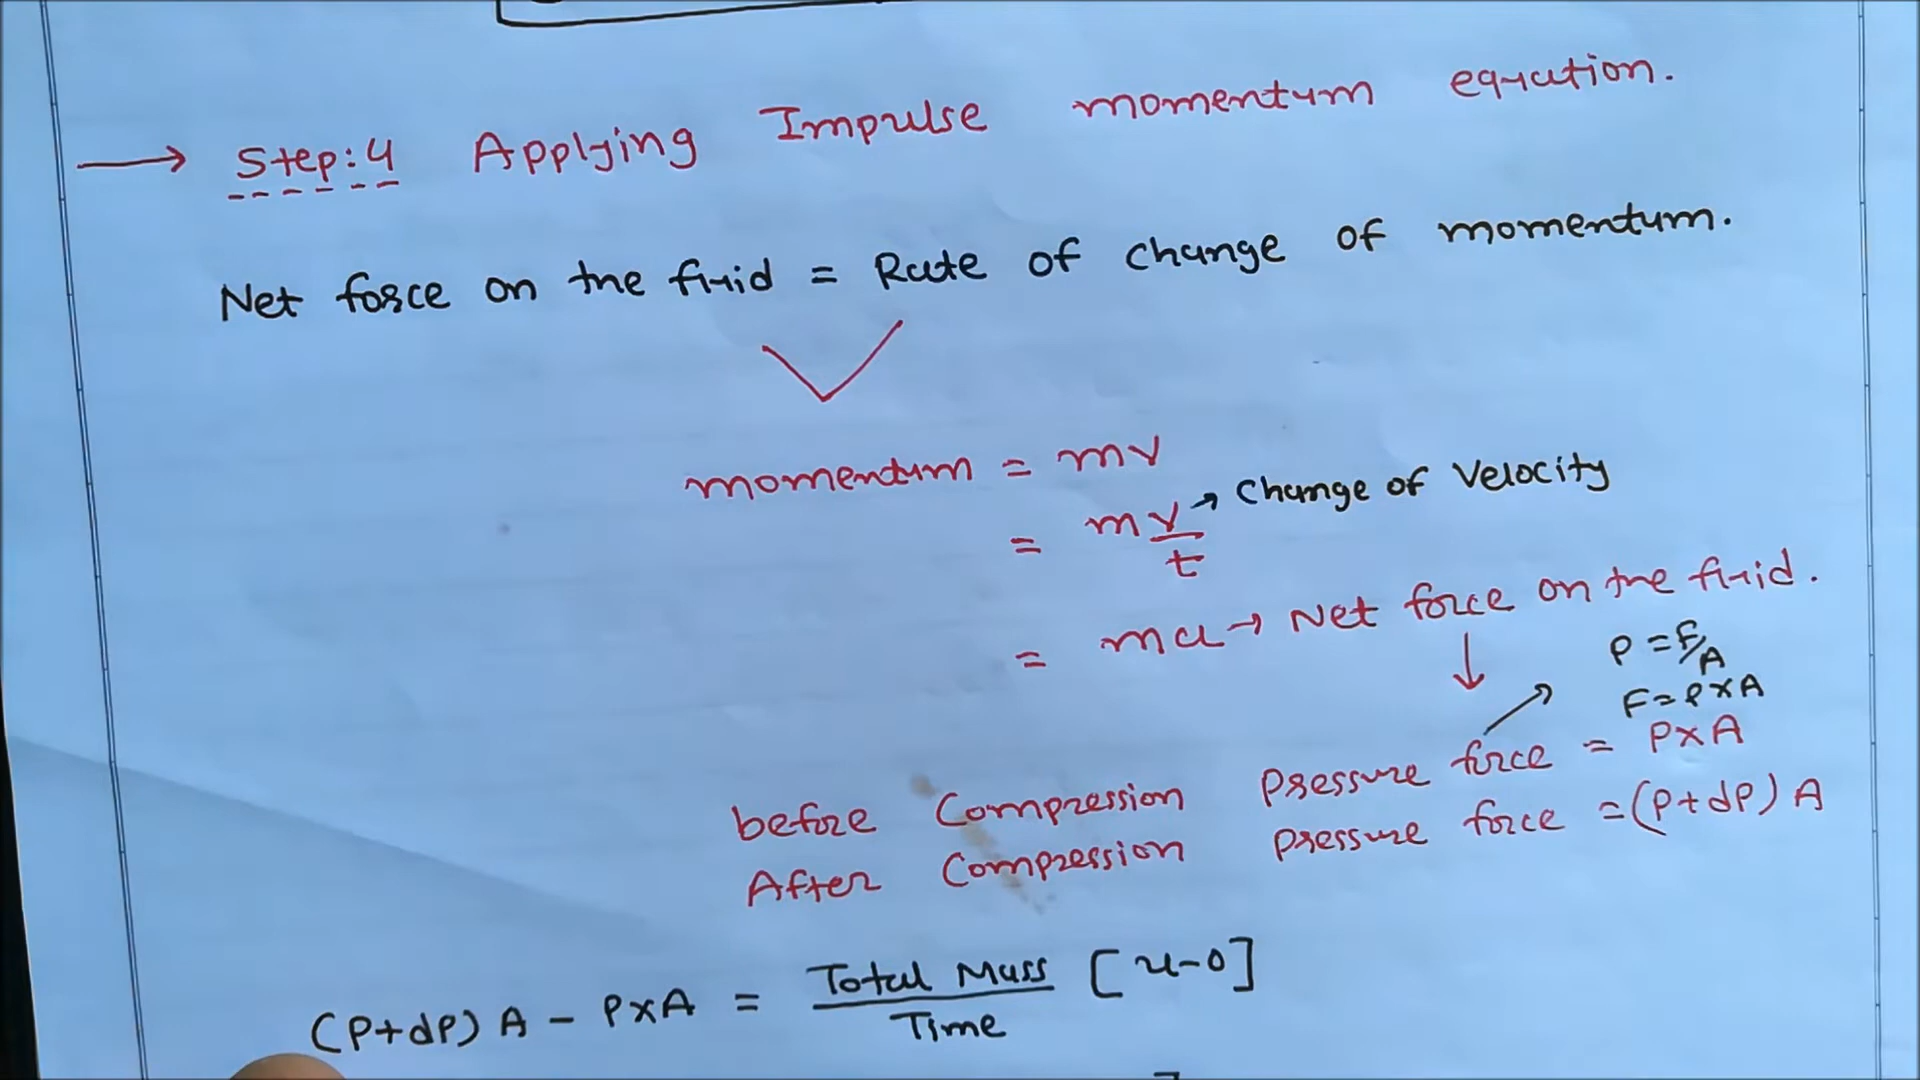 → Step:4 Applying Impulse momentum equation.
Net force on the fluid = Rate of change of momentum.
momentum = mv
= mv/t → Change of Velocity
= ma → Net force on the fluid.
P = F/A
F = P×A
before Compression Pressure force = P×A
After Compression Pressure force = (P+dP) A
(P+dP) A - P×A = Total Mass/Time [u-0]